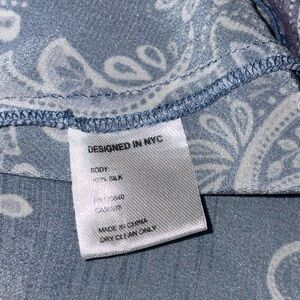 DESIGNED IN NYC
BODY:
100% SILK
MADE IN CHINA
DRY CLEAN ONLY